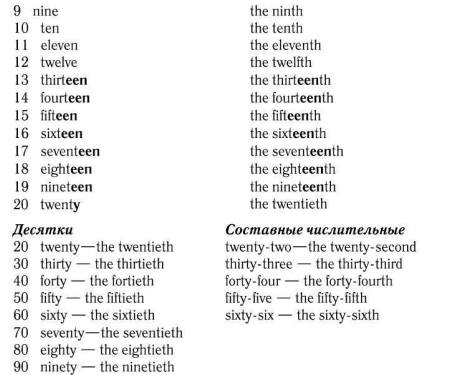 9 nine the ninth
10 ten the tenth
11 eleven the eleventh
12 twelve the twelfth
13 thirteen the thirteenth
14 fourteen the fourteenth
15 fifteen the fifteenth
16 sixteen the sixteenth
17 seventeen the seventeenth
18 eighteen the eighteenth
19 nineteen the nineteenth
20 twenty the twentieth
Десятки
20 twenty—the twentieth
30 thirty — the thirtieth
40 forty — the fortieth
50 fifty — the fiftieth
60 sixty — the sixtieth
70 seventy—the seventieth
80 eighty — the eightieth
90 ninety — the ninetieth
Составные числительные
twenty-two—the twenty-second
thirty-three — the thirty-third
forty-four — the forty-fourth
fifty-five — the fifty-fifth
sixty-six — the sixty-sixth